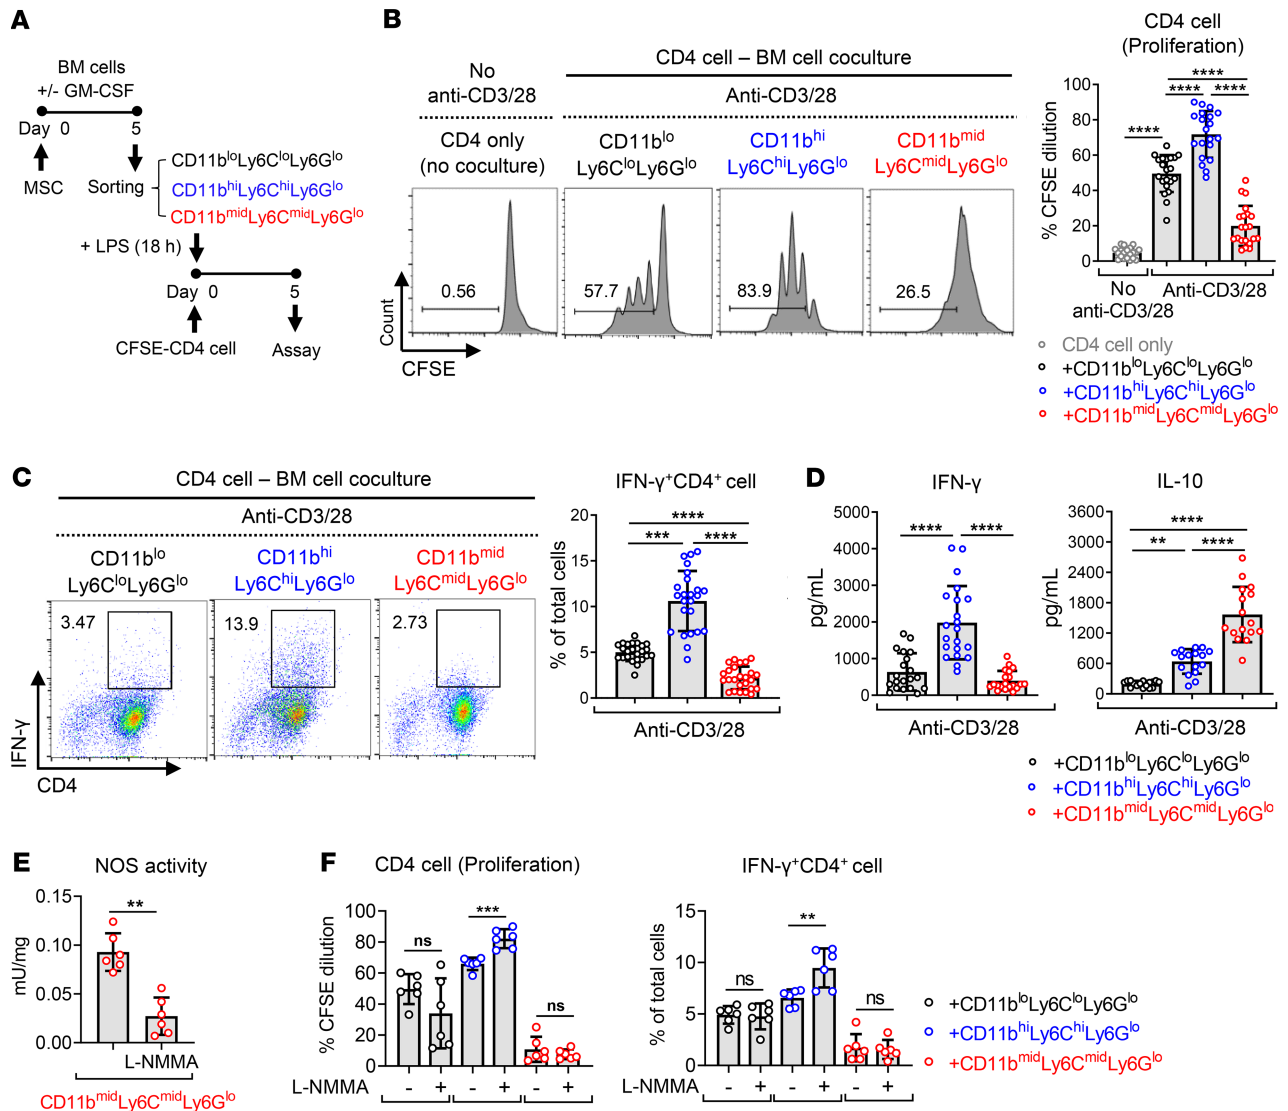 A
BM cells
+/- GM-CSF
Day 0 5
MSC
Sorting
CD11bloLy6CloLy6Glo
CD11bhiLy6ChiLy6Glo
CD11bmidLy6CmidLy6Glo
+ LPS (18 h)
Day 0 5
CFSE-CD4 cell
Assay
B
CD4 cell – BM cell coculture
No
anti-CD3/28
Anti-CD3/28
CD4 only
(no coculture)
CD11blo
Ly6CloLy6Glo
CD11bhi
Ly6ChiLy6Glo
CD11bmid
Ly6CmidLy6Glo
0.56
57.7
83.9
26.5
Count
CFSE
CD4 cell
(Proliferation)
% CFSE dilution
100
80
60
40
20
0
****
****
****
****
No
anti-CD3/28
Anti-CD3/28
CD4 cell only
+CD11bloLy6CloLy6Glo
+CD11bhiLy6ChiLy6Glo
+CD11bmidLy6CmidLy6Glo
C
CD4 cell – BM cell coculture
Anti-CD3/28
CD11blo
Ly6CloLy6Glo
CD11bhi
Ly6ChiLy6Glo
CD11bmid
Ly6CmidLy6Glo
3.47
13.9
2.73
IFN-γ
CD4
IFN-γ+CD4+ cell
% of total cells
20
15
10
5
0
****
***
****
Anti-CD3/28
D
IFN-γ
pg/mL
5000
4000
3000
2000
1000
0
****
****
Anti-CD3/28
IL-10
pg/mL
3600
3000
2400
1800
1200
600
0
****
**
****
Anti-CD3/28
+CD11bloLy6CloLy6Glo
+CD11bhiLy6ChiLy6Glo
+CD11bmidLy6CmidLy6Glo
E
NOS activity
mU/mg
0.15
0.10
0.05
0.00
**
L-NMMA
CD11bmidLy6CmidLy6Glo
F
CD4 cell (Proliferation)
% CFSE dilution
100
80
60
40
20
0
ns
***
ns
L-NMMA - + - + - +
IFN-γ+CD4+ cell
% of total cells
15
10
5
0
ns
**
ns
L-NMMA - + - + - +
+CD11bloLy6CloLy6Glo
+CD11bhiLy6ChiLy6Glo
+CD11bmidLy6CmidLy6Glo